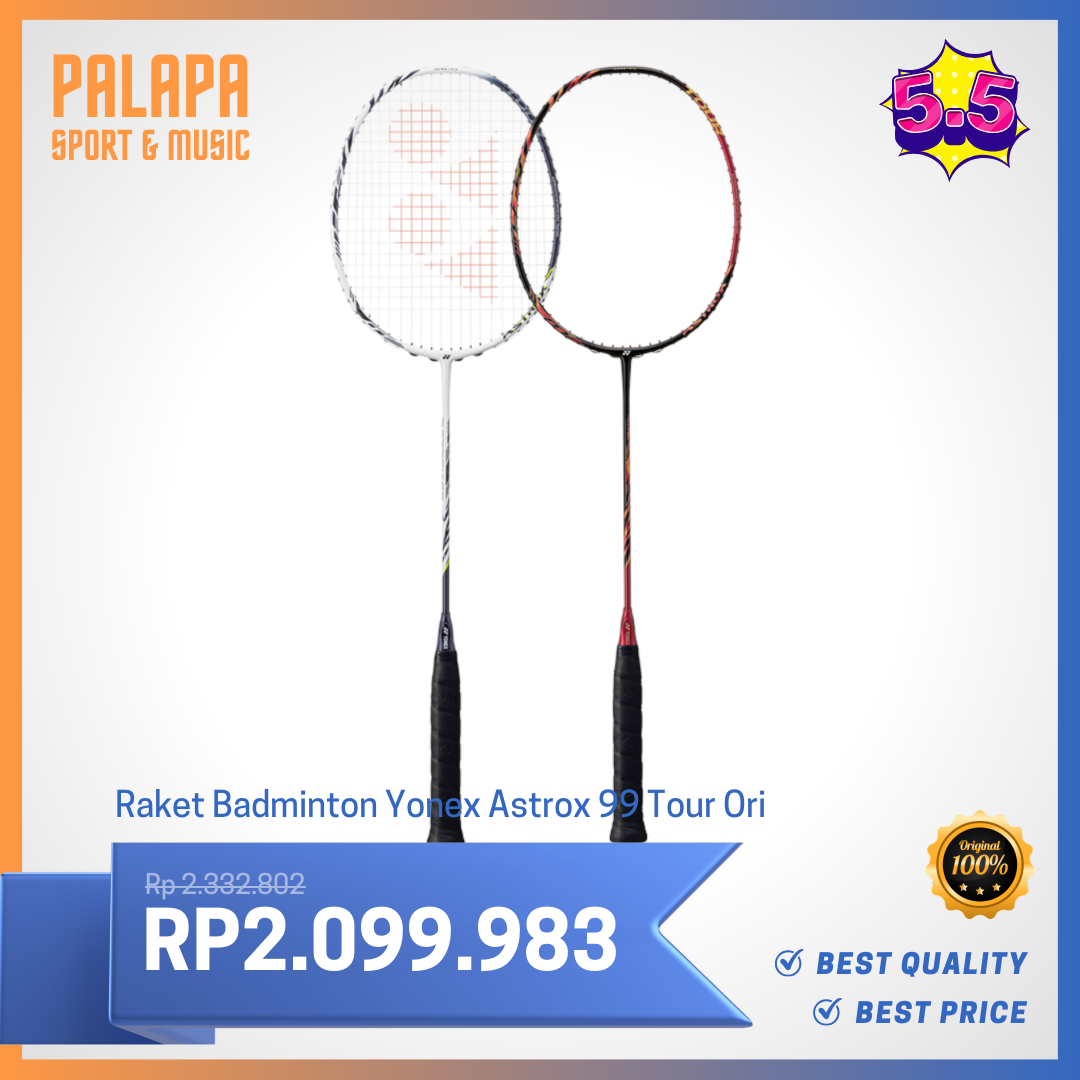 PALAPA
SPORT & MUSIC
5.5
Raket Badminton Yonex Astrox 99 Tour Ori
Rp 2.332.802
RP2.099.983
Original
100%
BEST QUALITY
BEST PRICE